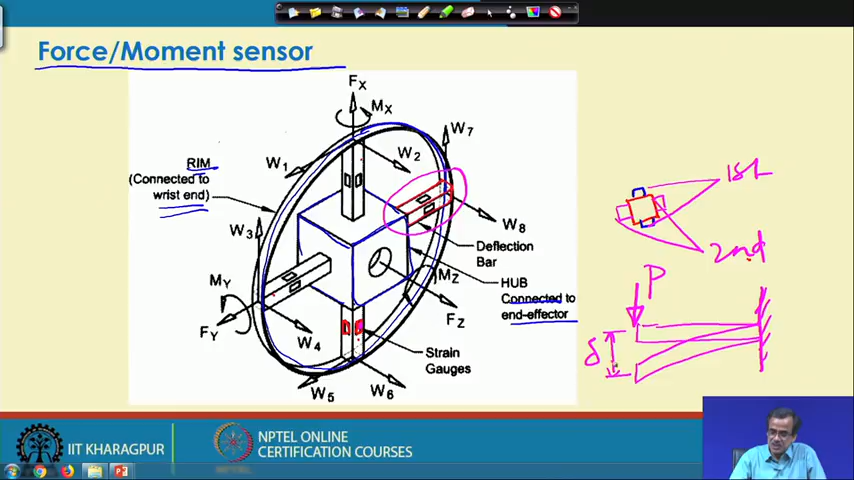 Force/Moment sensor
FX
MX
W7
W1
W2
RIM
(Connected to
wrist end)
W8
W3
Deflection
Bar
MY
MZ
HUB
Connected to
end-effector
FY
FZ
W4
Strain
Gauges
W5
W6
1st
2nd
P
δ
IIT KHARAGPUR
NPTEL ONLINE
CERTIFICATION COURSES